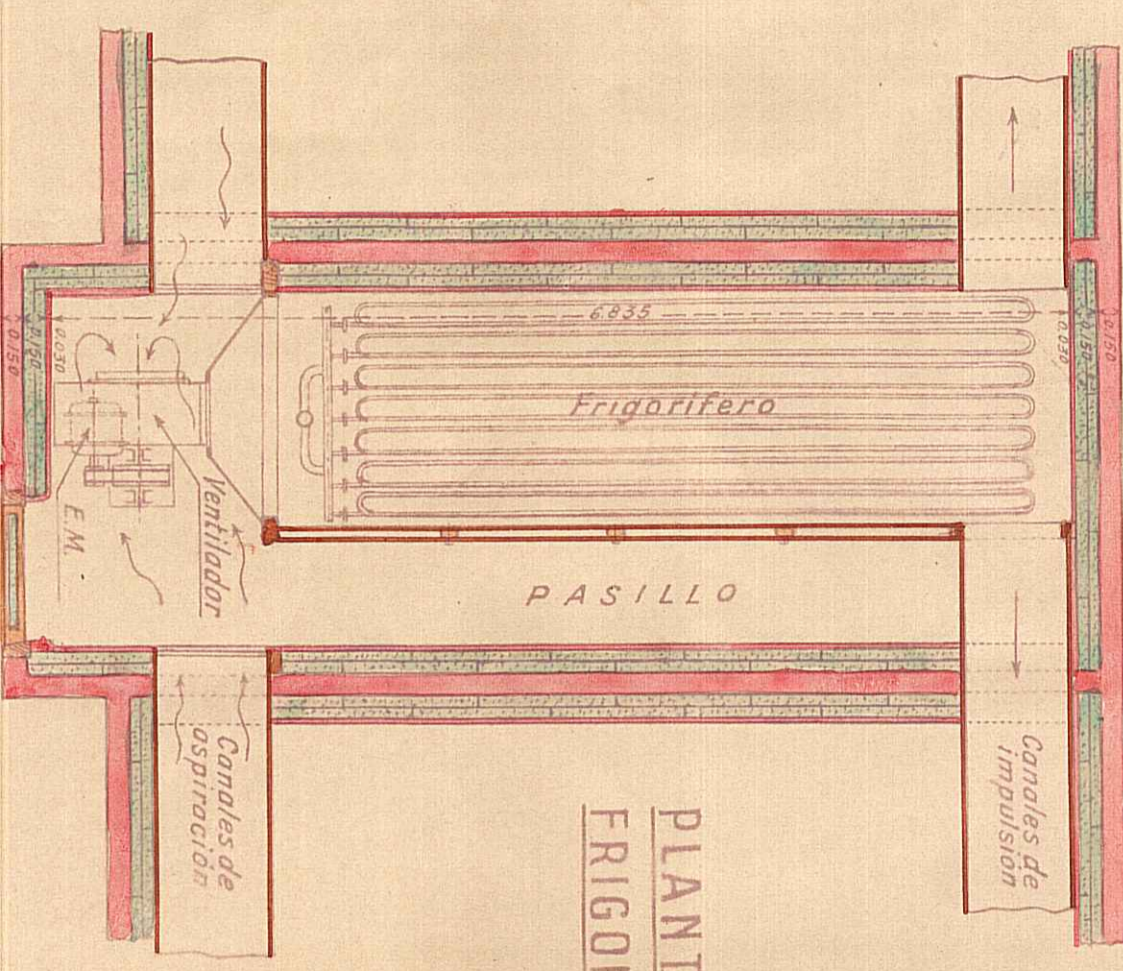 6.835
Frigorífero
PASILLO
Ventilador
E.M.
0.150
0.150
0.030
0.030
0.150
0.150
Canales de
aspiración
Canales de
impulsión
PLANT
FRIGO